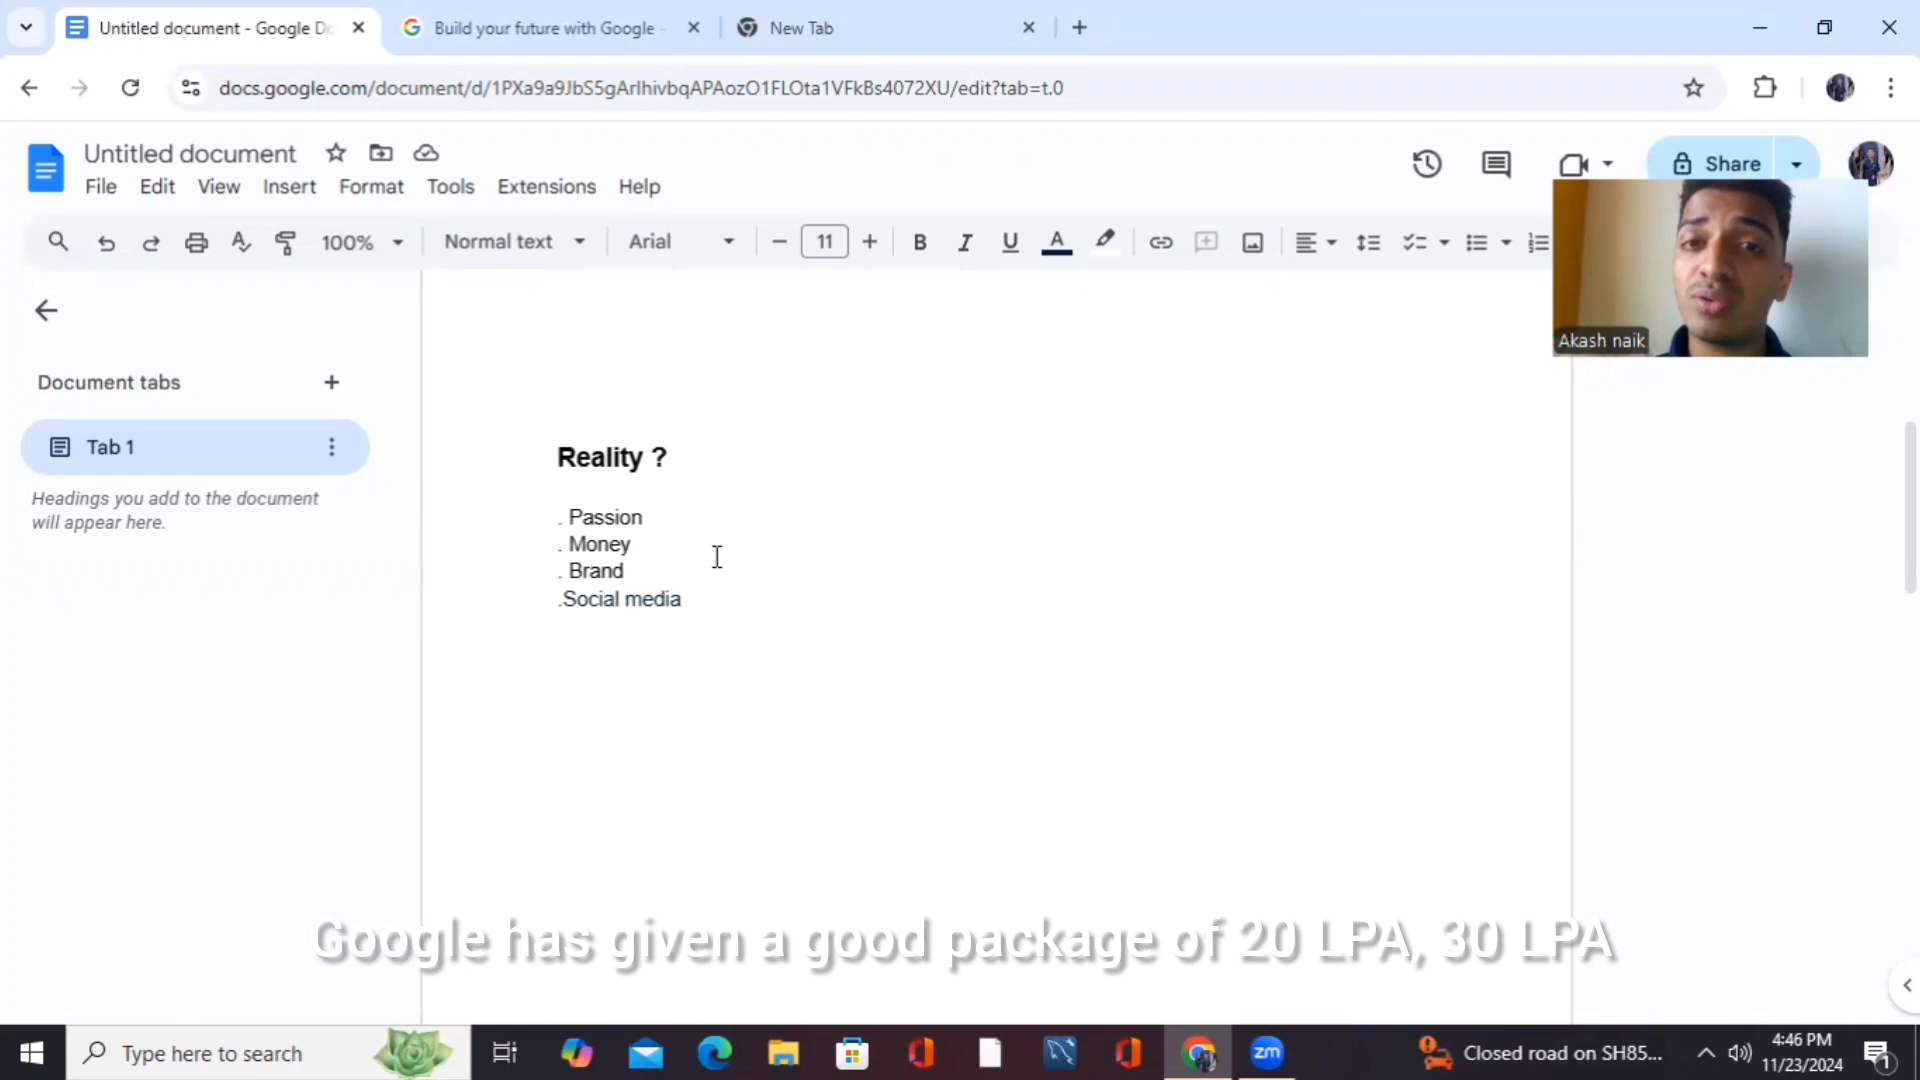 Untitled document - Google Do
Build your future with Google -
New Tab
docs.google.com/document/d/1PXa9a9JbS5gArIhivbqAPAozO1FLOta1VFkBs4072XU/edit?tab=t.0
Untitled document
Share
File Edit View Insert Format Tools Extensions Help
100% Normal text Arial 11 B I U A
Akash naik
Document tabs
Tab 1
Headings you add to the document
will appear here.
Reality ?
. Passion
. Money
. Brand
.Social media
Google has given a good package of 20 LPA, 30 LPA
Type here to search
zm
Closed road on SH85...
4:46 PM
11/23/2024
1